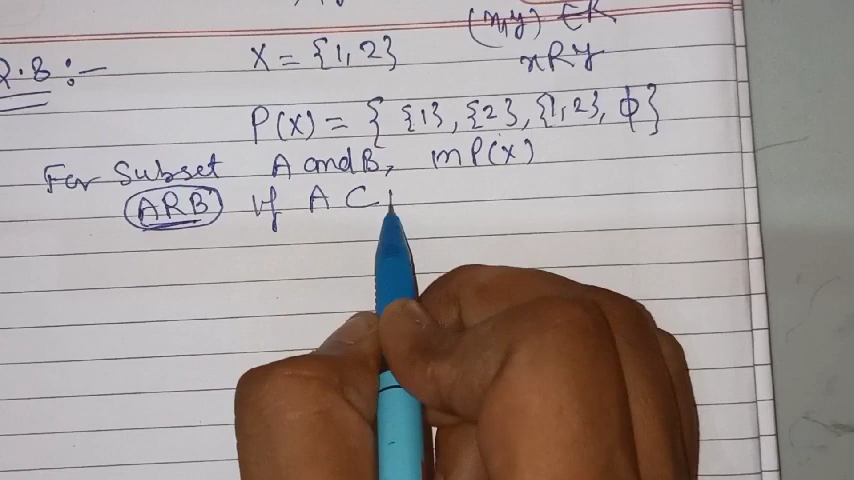 (x,y) ∈ R
Q.8 :-
X = {1,2}
xRy
P(X) = { {1}, {2}, {1,2}, ϕ}
For Subset A and B, in P(X)
ARB if A ⊂